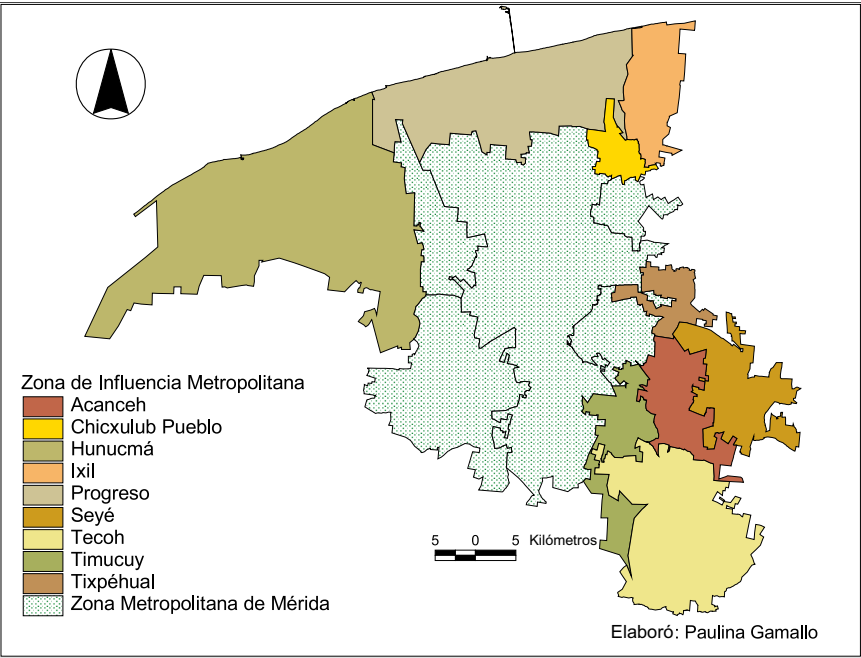 Zona de Influencia Metropolitana
Acanceh
Chicxulub Pueblo
Hunucmá
Ixil
Progreso
Seyé
Tecoh
Timucuy
Tixpéhual
Zona Metropolitana de Mérida
5 0 5 Kilómetros
Elaboró: Paulina Gamallo